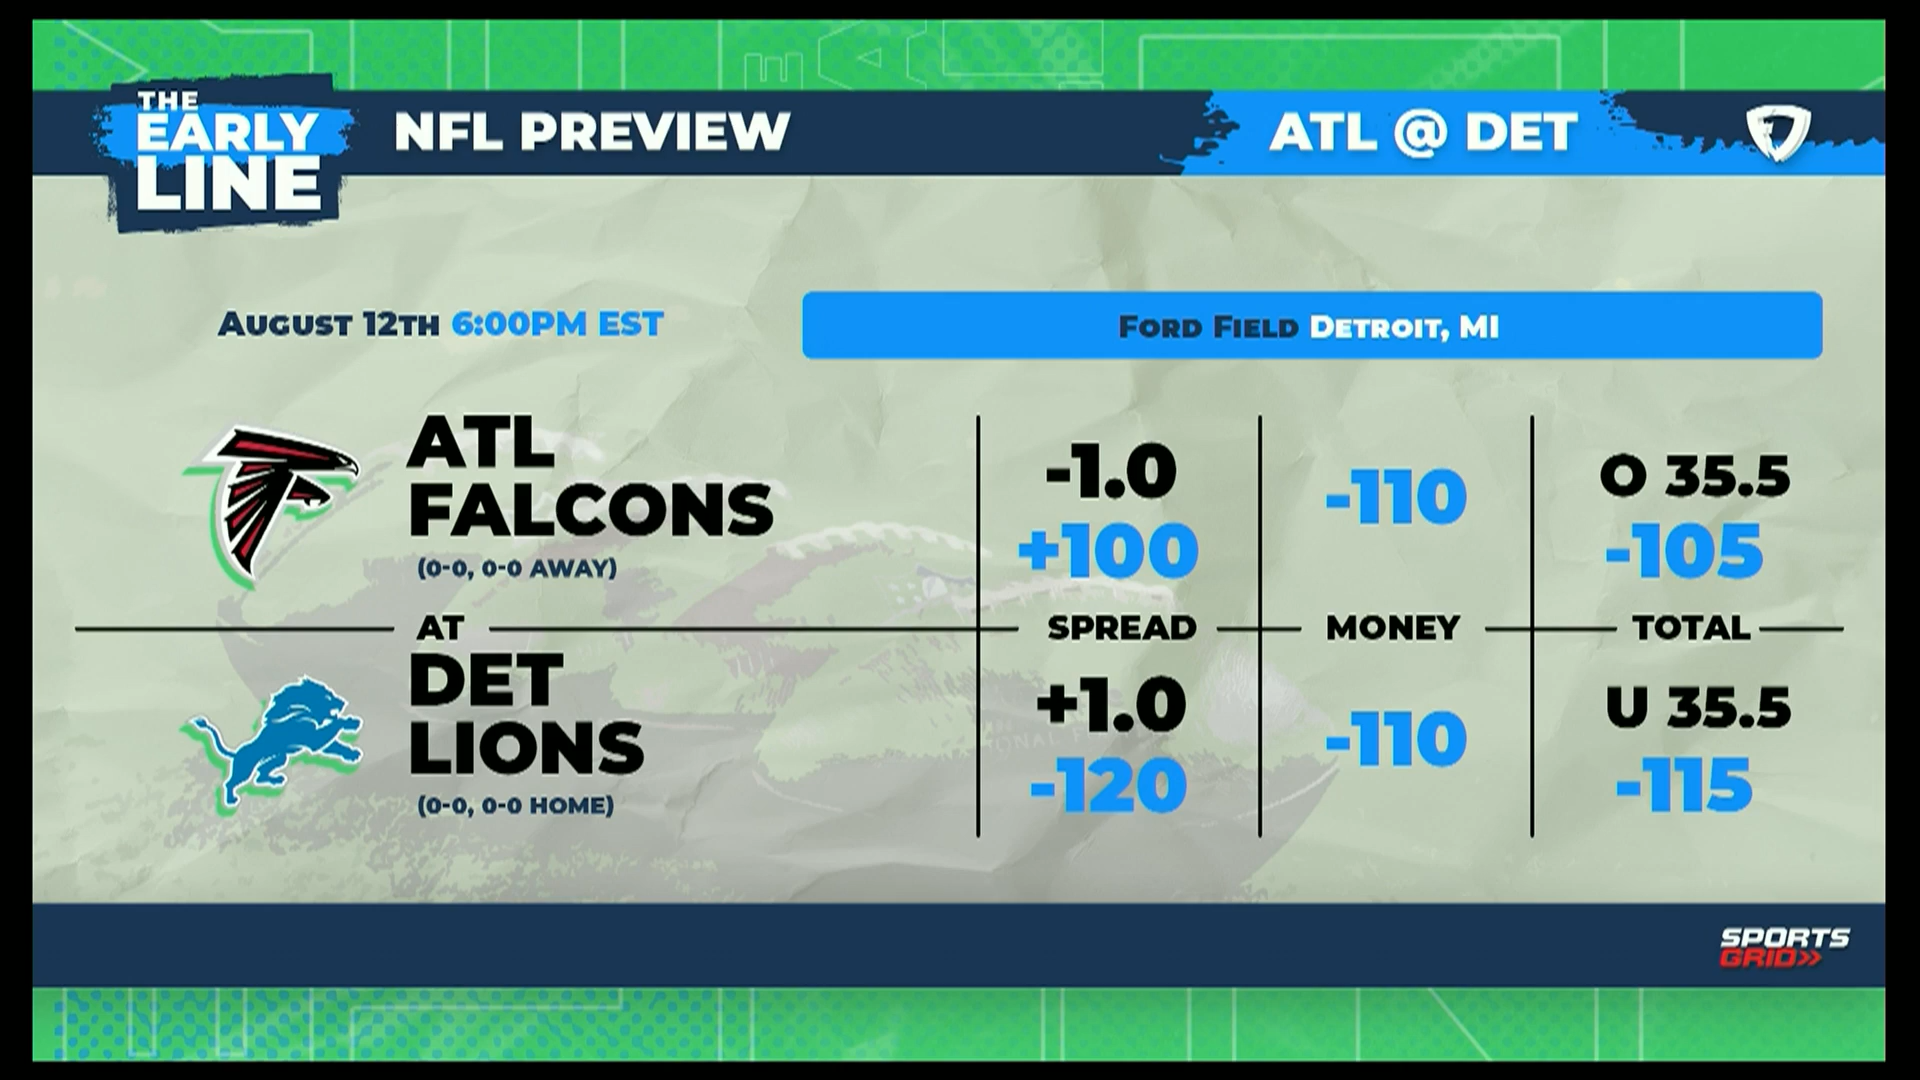 THE
EARLY
LINE
NFL PREVIEW
ATL @ DET
AUGUST 12TH 6:00PM EST
FORD FIELD DETROIT, MI
ATL
FALCONS
(0-0, 0-0 AWAY)
-1.0
+100
-110
O 35.5
-105
AT
SPREAD
MONEY
TOTAL
DET
LIONS
(0-0, 0-0 HOME)
+1.0
-120
-110
U 35.5
-115
SPORTS
GRID